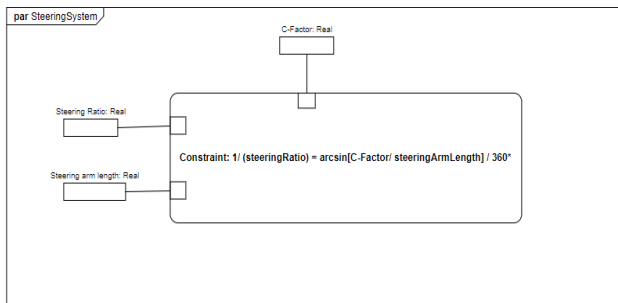 par SteeringSystem
C-Factor: Real
Steering Ratio: Real
Constraint: 1/ (steeringRatio) = arcsin[C-Factor/ steeringArmLength] / 360*
Steering arm length: Real